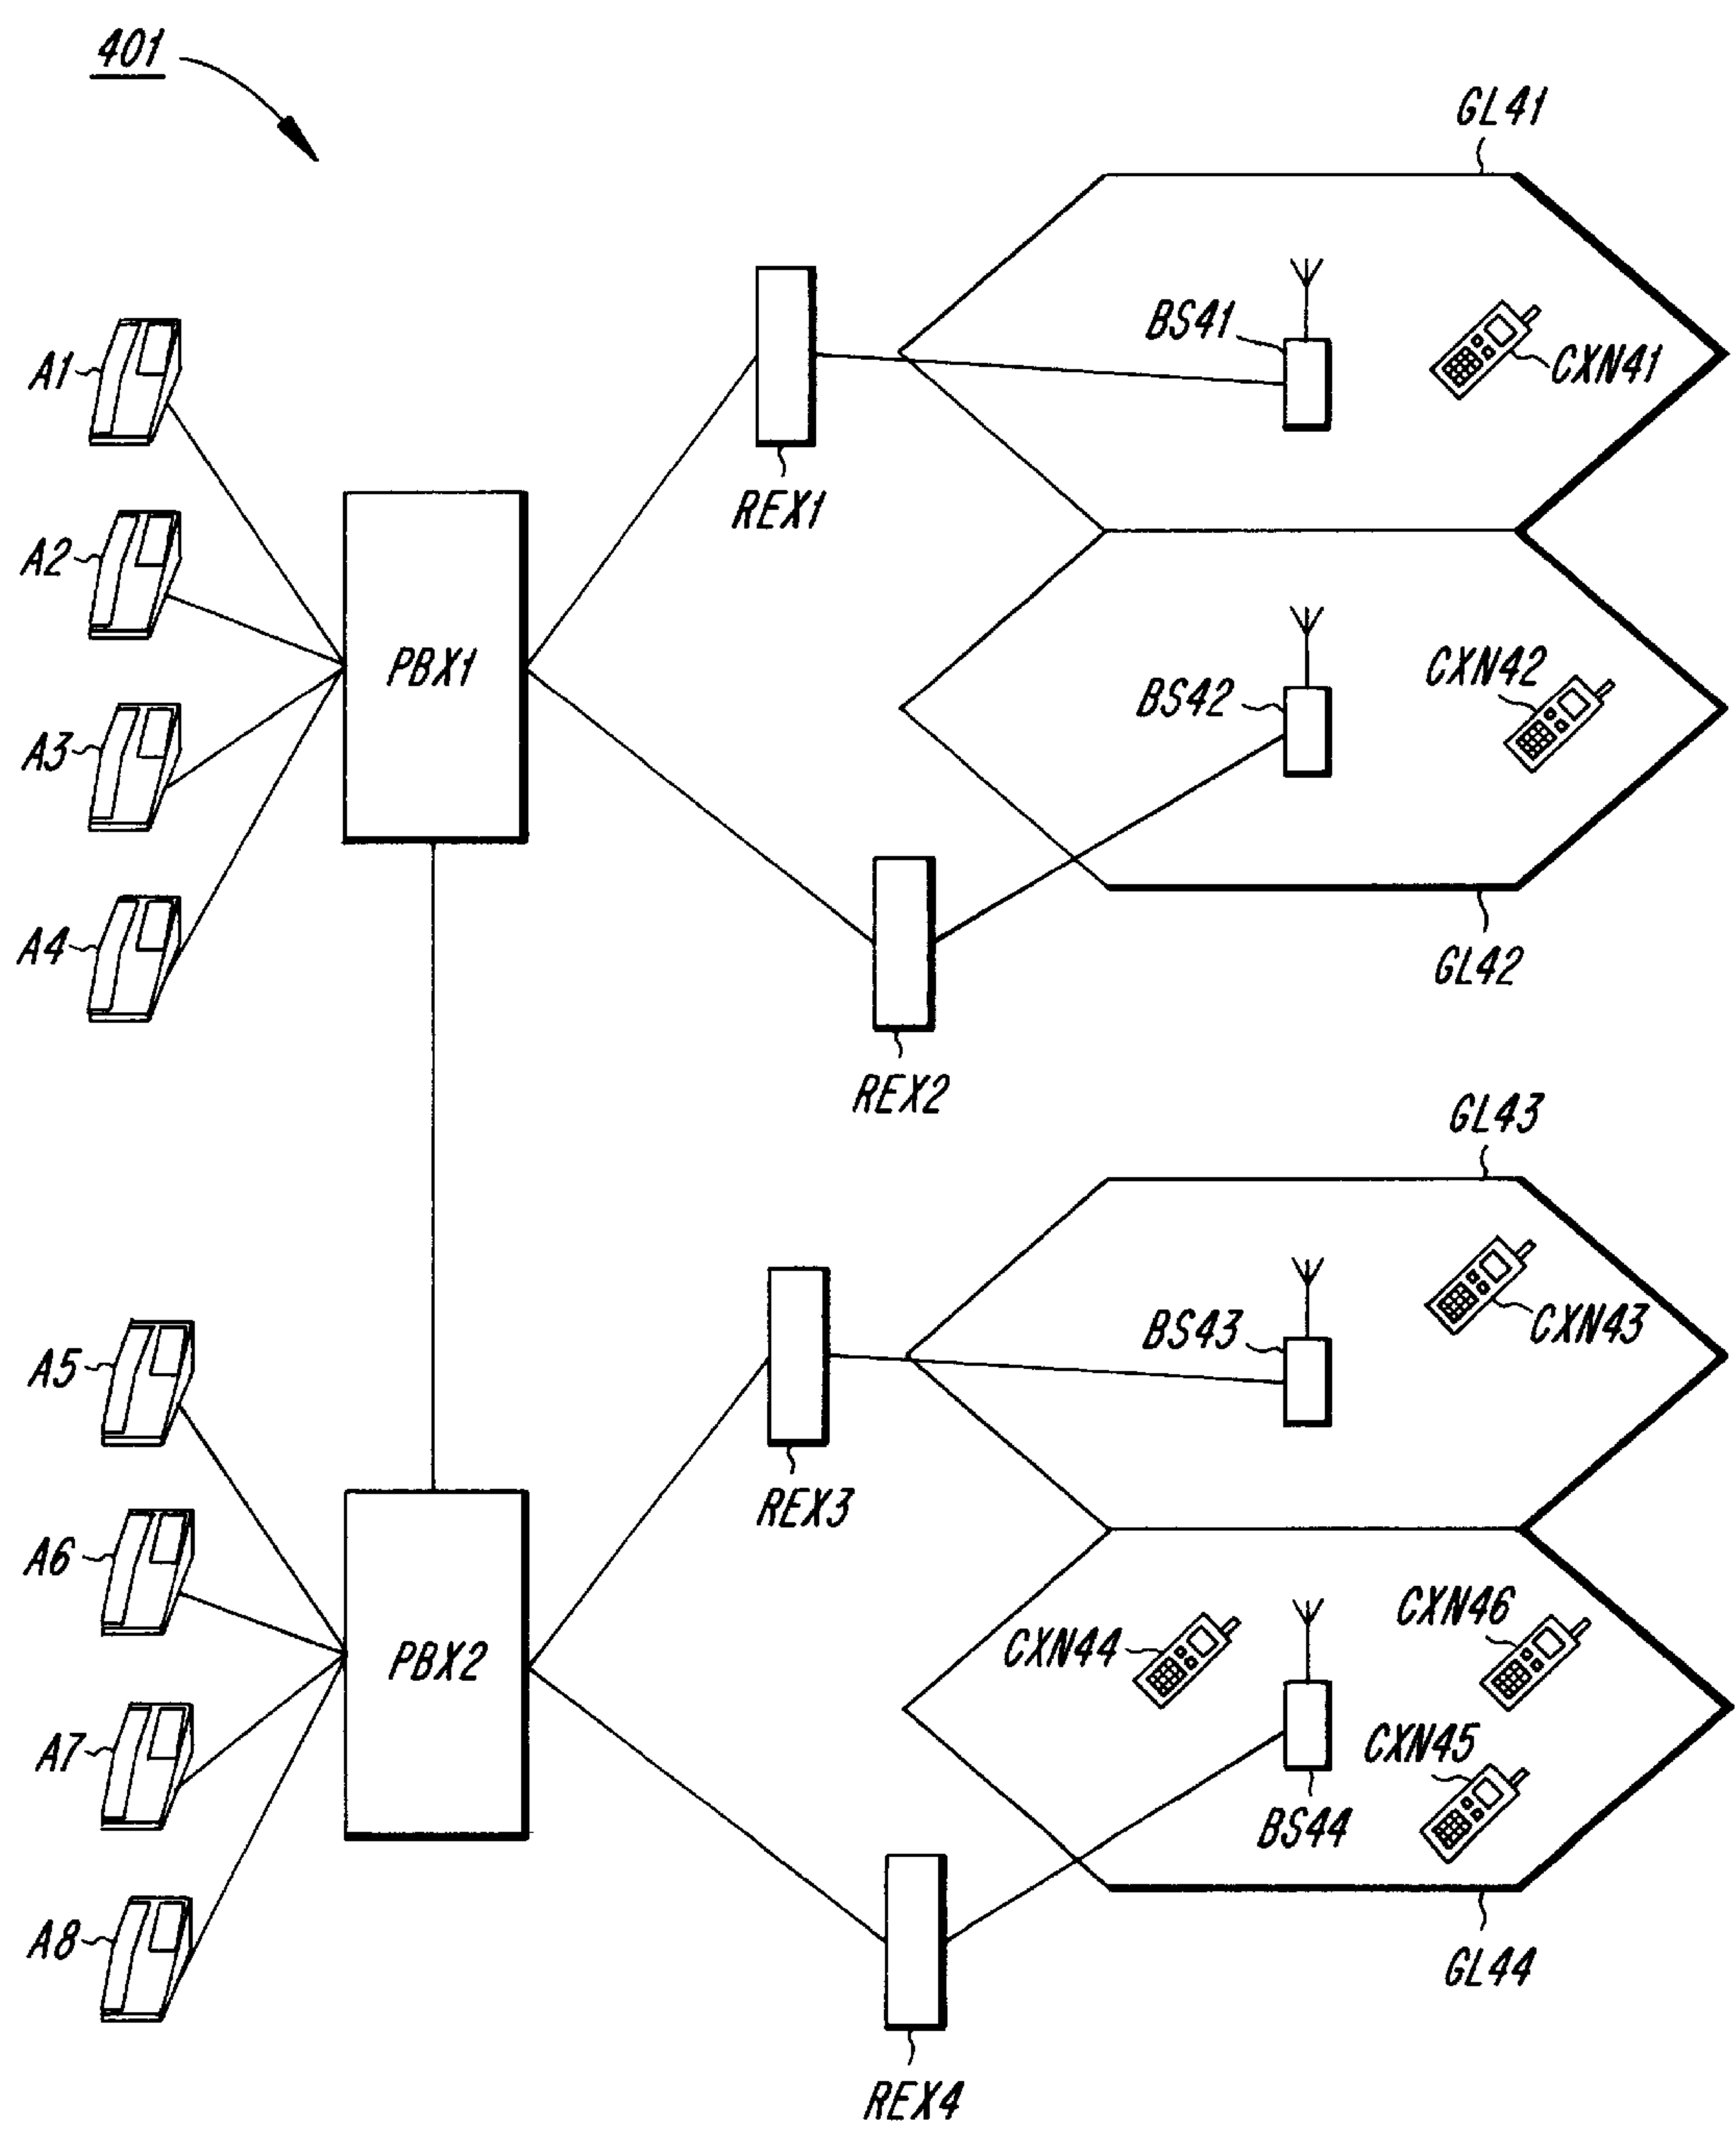 401
GL41
BS41
CXN41
A1
REX1
A2
PBX1
CXN42
BS42
A3
A4
GL42
REX2
GL43
CXN43
BS43
A5
REX3
A6
PBX2
CXN46
CXN44
CXN45
A7
BS44
A8
GL44
REX4